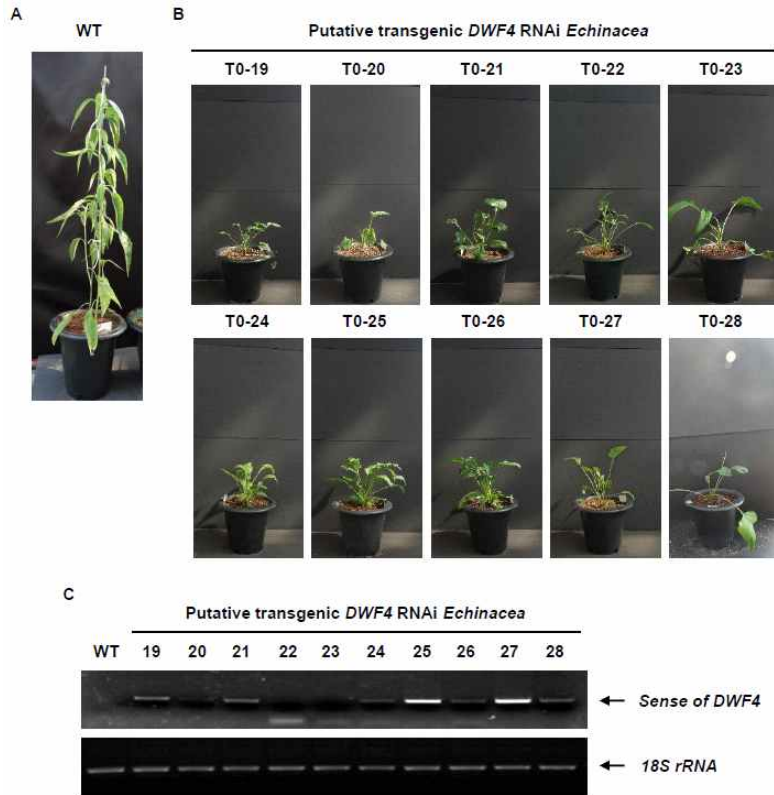 A
WT
B
Putative transgenic DWF4 RNAi Echinacea
T0-19 T0-20 T0-21 T0-22 T0-23
T0-24 T0-25 T0-26 T0-27 T0-28
C
Putative transgenic DWF4 RNAi Echinacea
WT 19 20 21 22 23 24 25 26 27 28
Sense of DWF4
18S rRNA